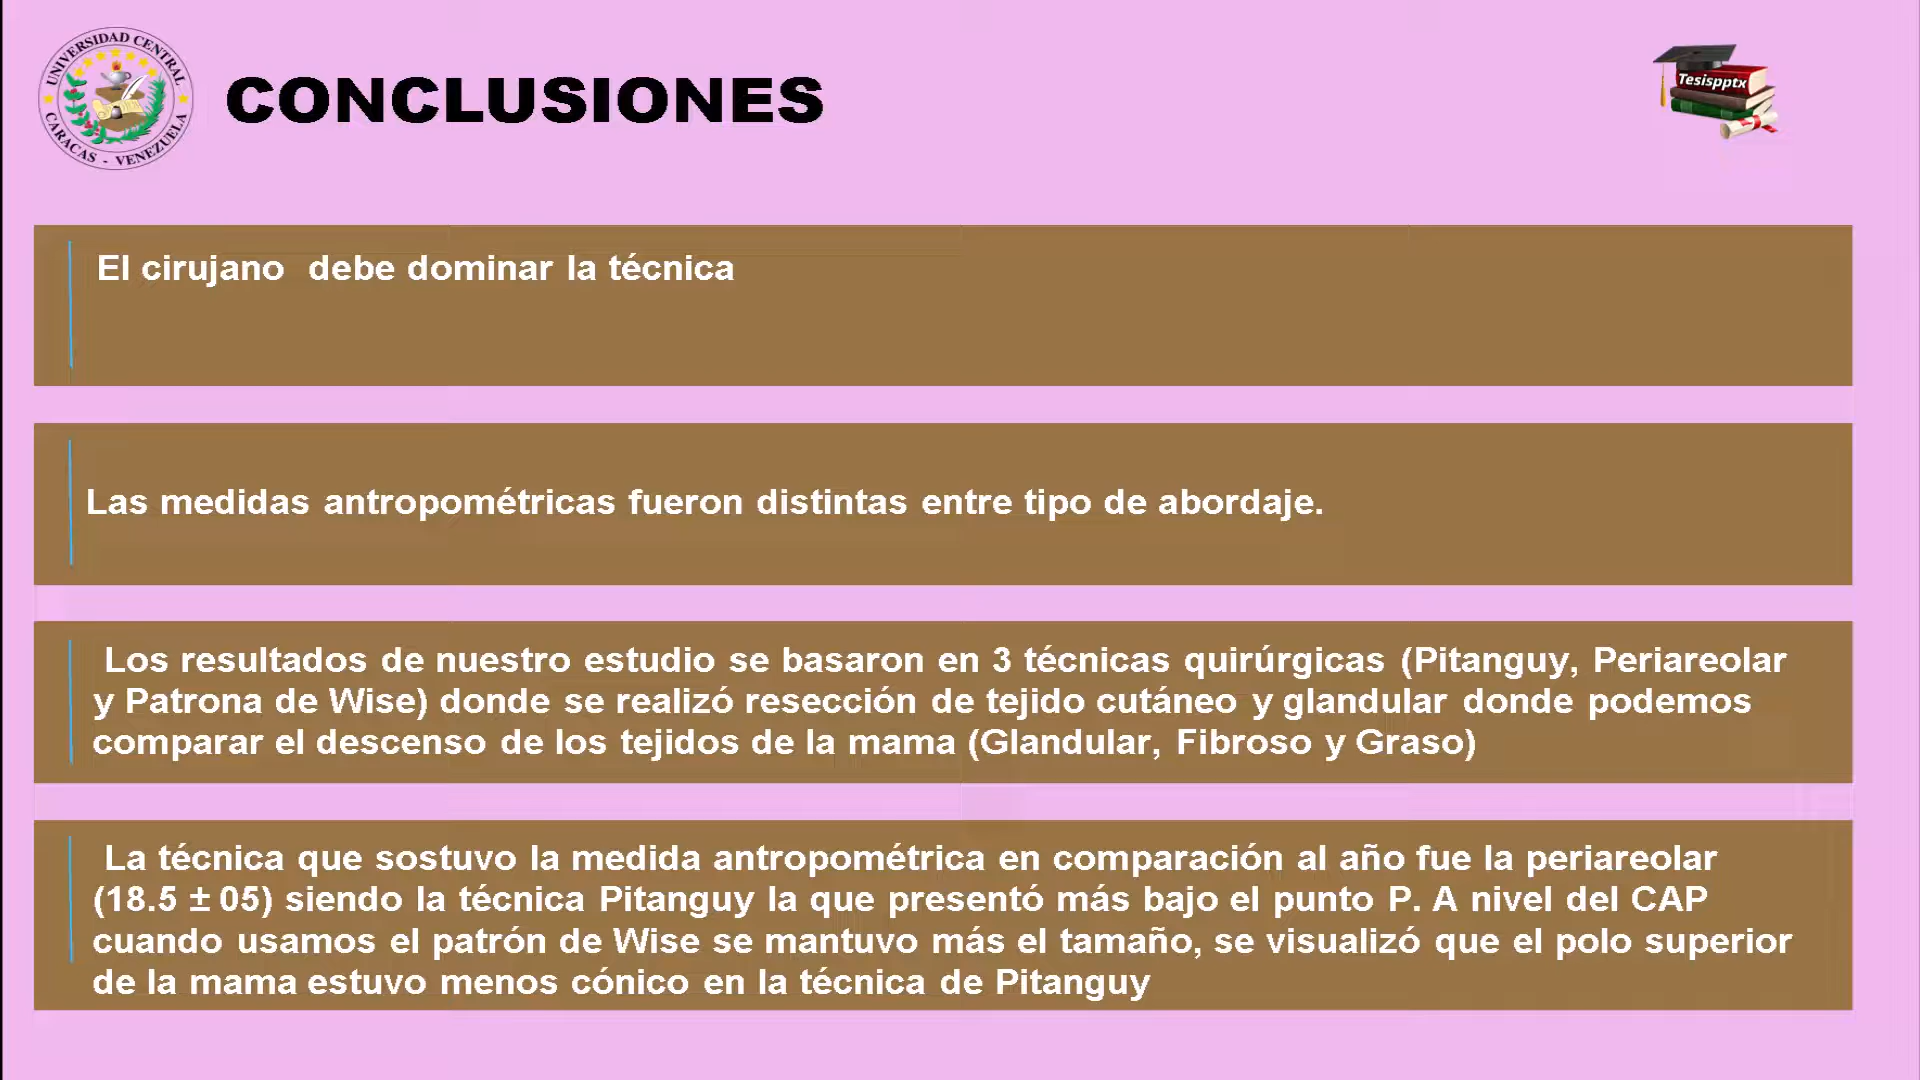 UNIVERSIDAD CENTRAL
CARACAS - VENEZUELA
CONCLUSIONES
Tesispptx
El cirujano  debe dominar la técnica
Las medidas antropométricas fueron distintas entre tipo de abordaje.
Los resultados de nuestro estudio se basaron en 3 técnicas quirúrgicas (Pitanguy, Periareolar
y Patrona de Wise) donde se realizó resección de tejido cutáneo y glandular donde podemos
comparar el descenso de los tejidos de la mama (Glandular, Fibroso y Graso)
La técnica que sostuvo la medida antropométrica en comparación al año fue la periareolar
(18.5 ± 05) siendo la técnica Pitanguy la que presentó más bajo el punto P. A nivel del CAP
cuando usamos el patrón de Wise se mantuvo más el tamaño, se visualizó que el polo superior
de la mama estuvo menos cónico en la técnica de Pitanguy